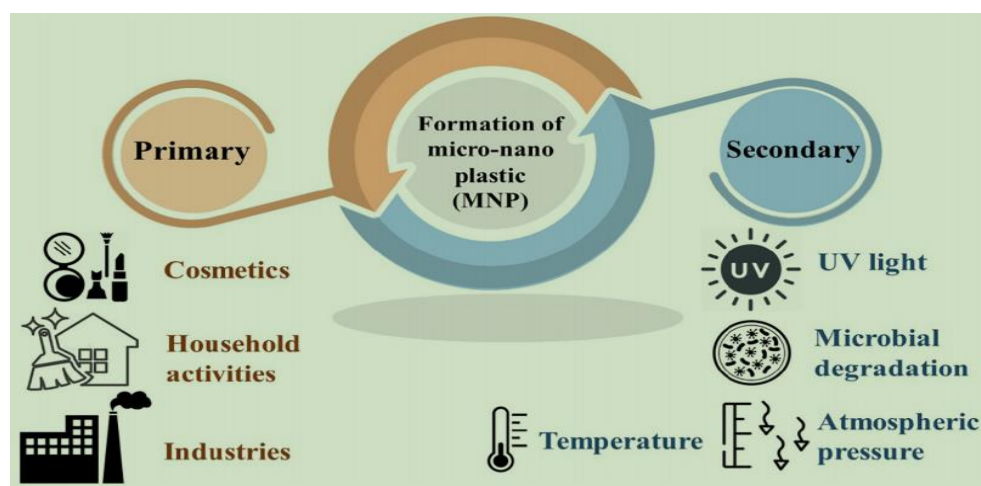 Primary
Formation of
micro-nano
plastic
(MNP)
Secondary
Cosmetics
Household
activities
Industries
UV
UV light
Microbial
degradation
Temperature
Atmospheric
pressure